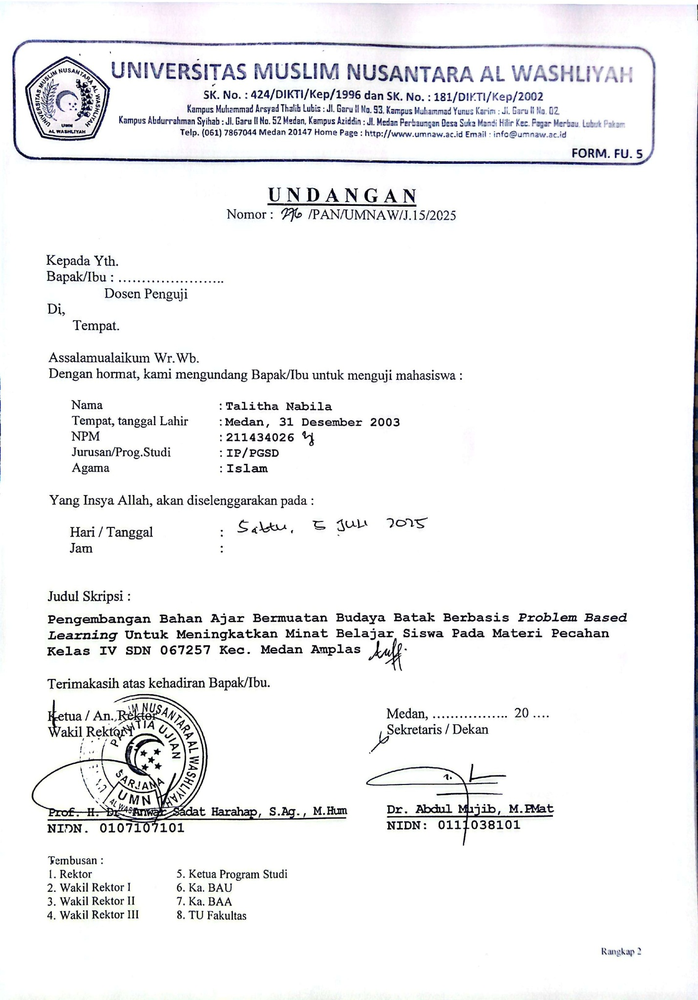 UNIVERSITAS MUSLIM NUSANTARA AL WASHLIYAH
UMN
AL WASHLIYAH
UNIVERSITAS MUSLIM NUSANTARA AL WASHLIYAH
SK. No. : 424/DIKTI/Kep/1996 dan SK. No. : 181/DIKTI/Kep/2002
Kampus Muhammad Arsyad Thalib Lubis : Jl. Garu II No. 93, Kampus Muhammad Yunus Karim : Jl. Garu II No. 02,
Kampus Abdurrahman Syihab : Jl. Garu II No. 52 Medan, Kampus Aziddin : Jl. Medan Perbaungan Desa Suka Mandi Hilir Kec. Pagar Merbau, Lubuk Pakam
Telp. (061) 7867044 Medan 20147 Home Page : http://www.umnaw.ac.id Email : info@umnaw.ac.id
FORM. FU. 5
UNDANGAN
Nomor : 276 /PAN/UMNAW/J.15/2025
Kepada Yth.
Bapak/Ibu : .......................
Dosen Penguji
Di,
Tempat.
Assalamualaikum Wr.Wb.
Dengan hormat, kami mengundang Bapak/Ibu untuk menguji mahasiswa :
Nama : Talitha Nabila
Tempat, tanggal Lahir : Medan, 31 Desember 2003
NPM : 211434026
Jurusan/Prog.Studi : IP/PGSD
Agama : Islam
Yang Insya Allah, akan diselenggarakan pada :
Hari / Tanggal : Sabtu, 5 Juli 2025
Jam :
Judul Skripsi :
Pengembangan Bahan Ajar Bermuatan Budaya Batak Berbasis Problem Based
Learning Untuk Meningkatkan Minat Belajar Siswa Pada Materi Pecahan
Kelas IV SDN 067257 Kec. Medan Amplas
Terimakasih atas kehadiran Bapak/Ibu.
Ketua / An. Rektor
Wakil Rektor I
M NUSANTARA AL WASHLIYAH
PANITIA UJIAN
SARJANA
UMN
AL WAS
Prof. H. Dr. Anwar Sadat Harahap, S.Ag., M.Hum
NIDN. 0107107101
Medan, ................ 20 ....
Sekretaris / Dekan
Dr. Abdul Mujib, M.PMat
NIDN: 0111038101
Tembusan :
1. Rektor
2. Wakil Rektor I
3. Wakil Rektor II
4. Wakil Rektor III
5. Ketua Program Studi
6. Ka. BAU
7. Ka. BAA
8. TU Fakultas
Rangkap 2